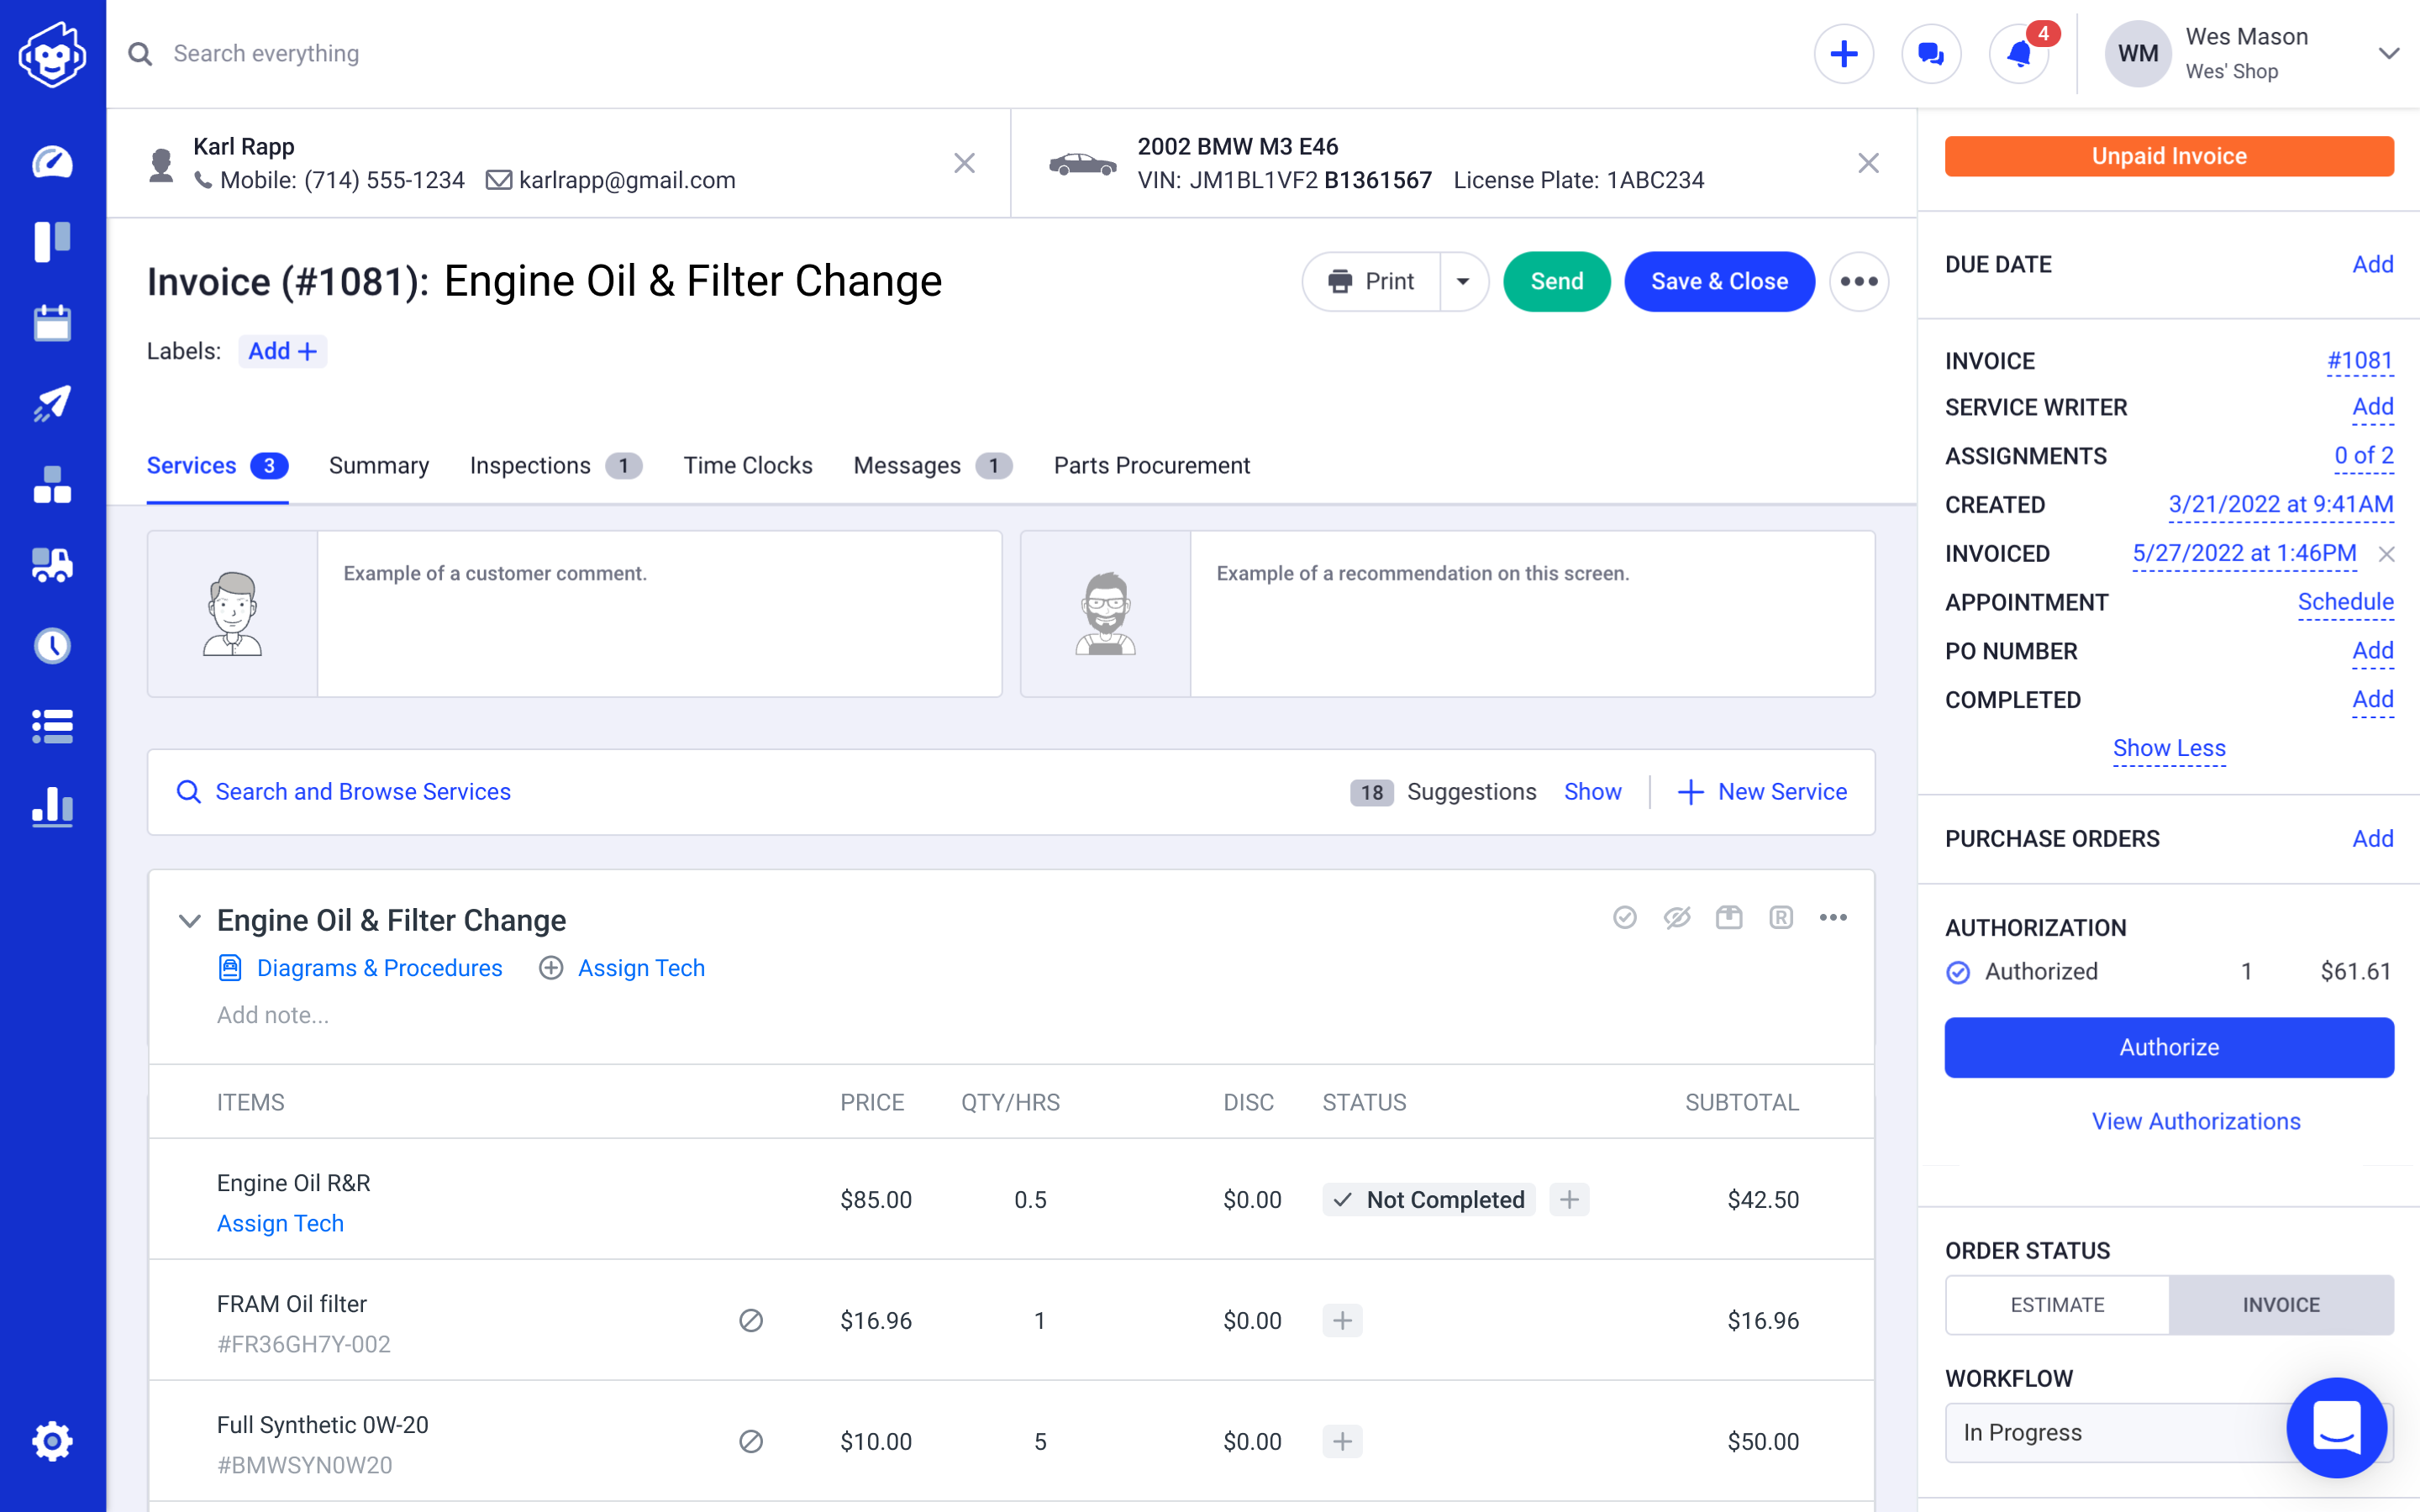 Search everything
4
WM
Wes Mason
Wes' Shop
Karl Rapp
Mobile: (714) 555-1234 karlrapp@gmail.com
2002 BMW M3 E46
VIN: JM1BL1VF2 B1361567 License Plate: 1ABC234
Unpaid Invoice
Invoice (#1081): Engine Oil & Filter Change
Print
Send
Save & Close
Labels: Add
Services 3 Summary Inspections 1 Time Clocks Messages 1 Parts Procurement
Example of a customer comment.
Example of a recommendation on this screen.
Search and Browse Services
18 Suggestions Show New Service
Engine Oil & Filter Change
R
Diagrams & Procedures Assign Tech
Add note...
ITEMS PRICE QTY/HRS DISC STATUS SUBTOTAL
Engine Oil R&R
Assign Tech
$85.00 0.5 $0.00 Not Completed $42.50
FRAM Oil filter
#FR36GH7Y-002
$16.96 1 $0.00 $16.96
Full Synthetic 0W-20
#BMWSYN0W20
$10.00 5 $0.00 $50.00
DUE DATE Add
INVOICE #1081
SERVICE WRITER Add
ASSIGNMENTS 0 of 2
CREATED 3/21/2022 at 9:41AM
INVOICED 5/27/2022 at 1:46PM
APPOINTMENT Schedule
PO NUMBER Add
COMPLETED Add
Show Less
PURCHASE ORDERS Add
AUTHORIZATION
Authorized 1 $61.61
Authorize
View Authorizations
ORDER STATUS
ESTIMATE INVOICE
WORKFLOW
In Progress